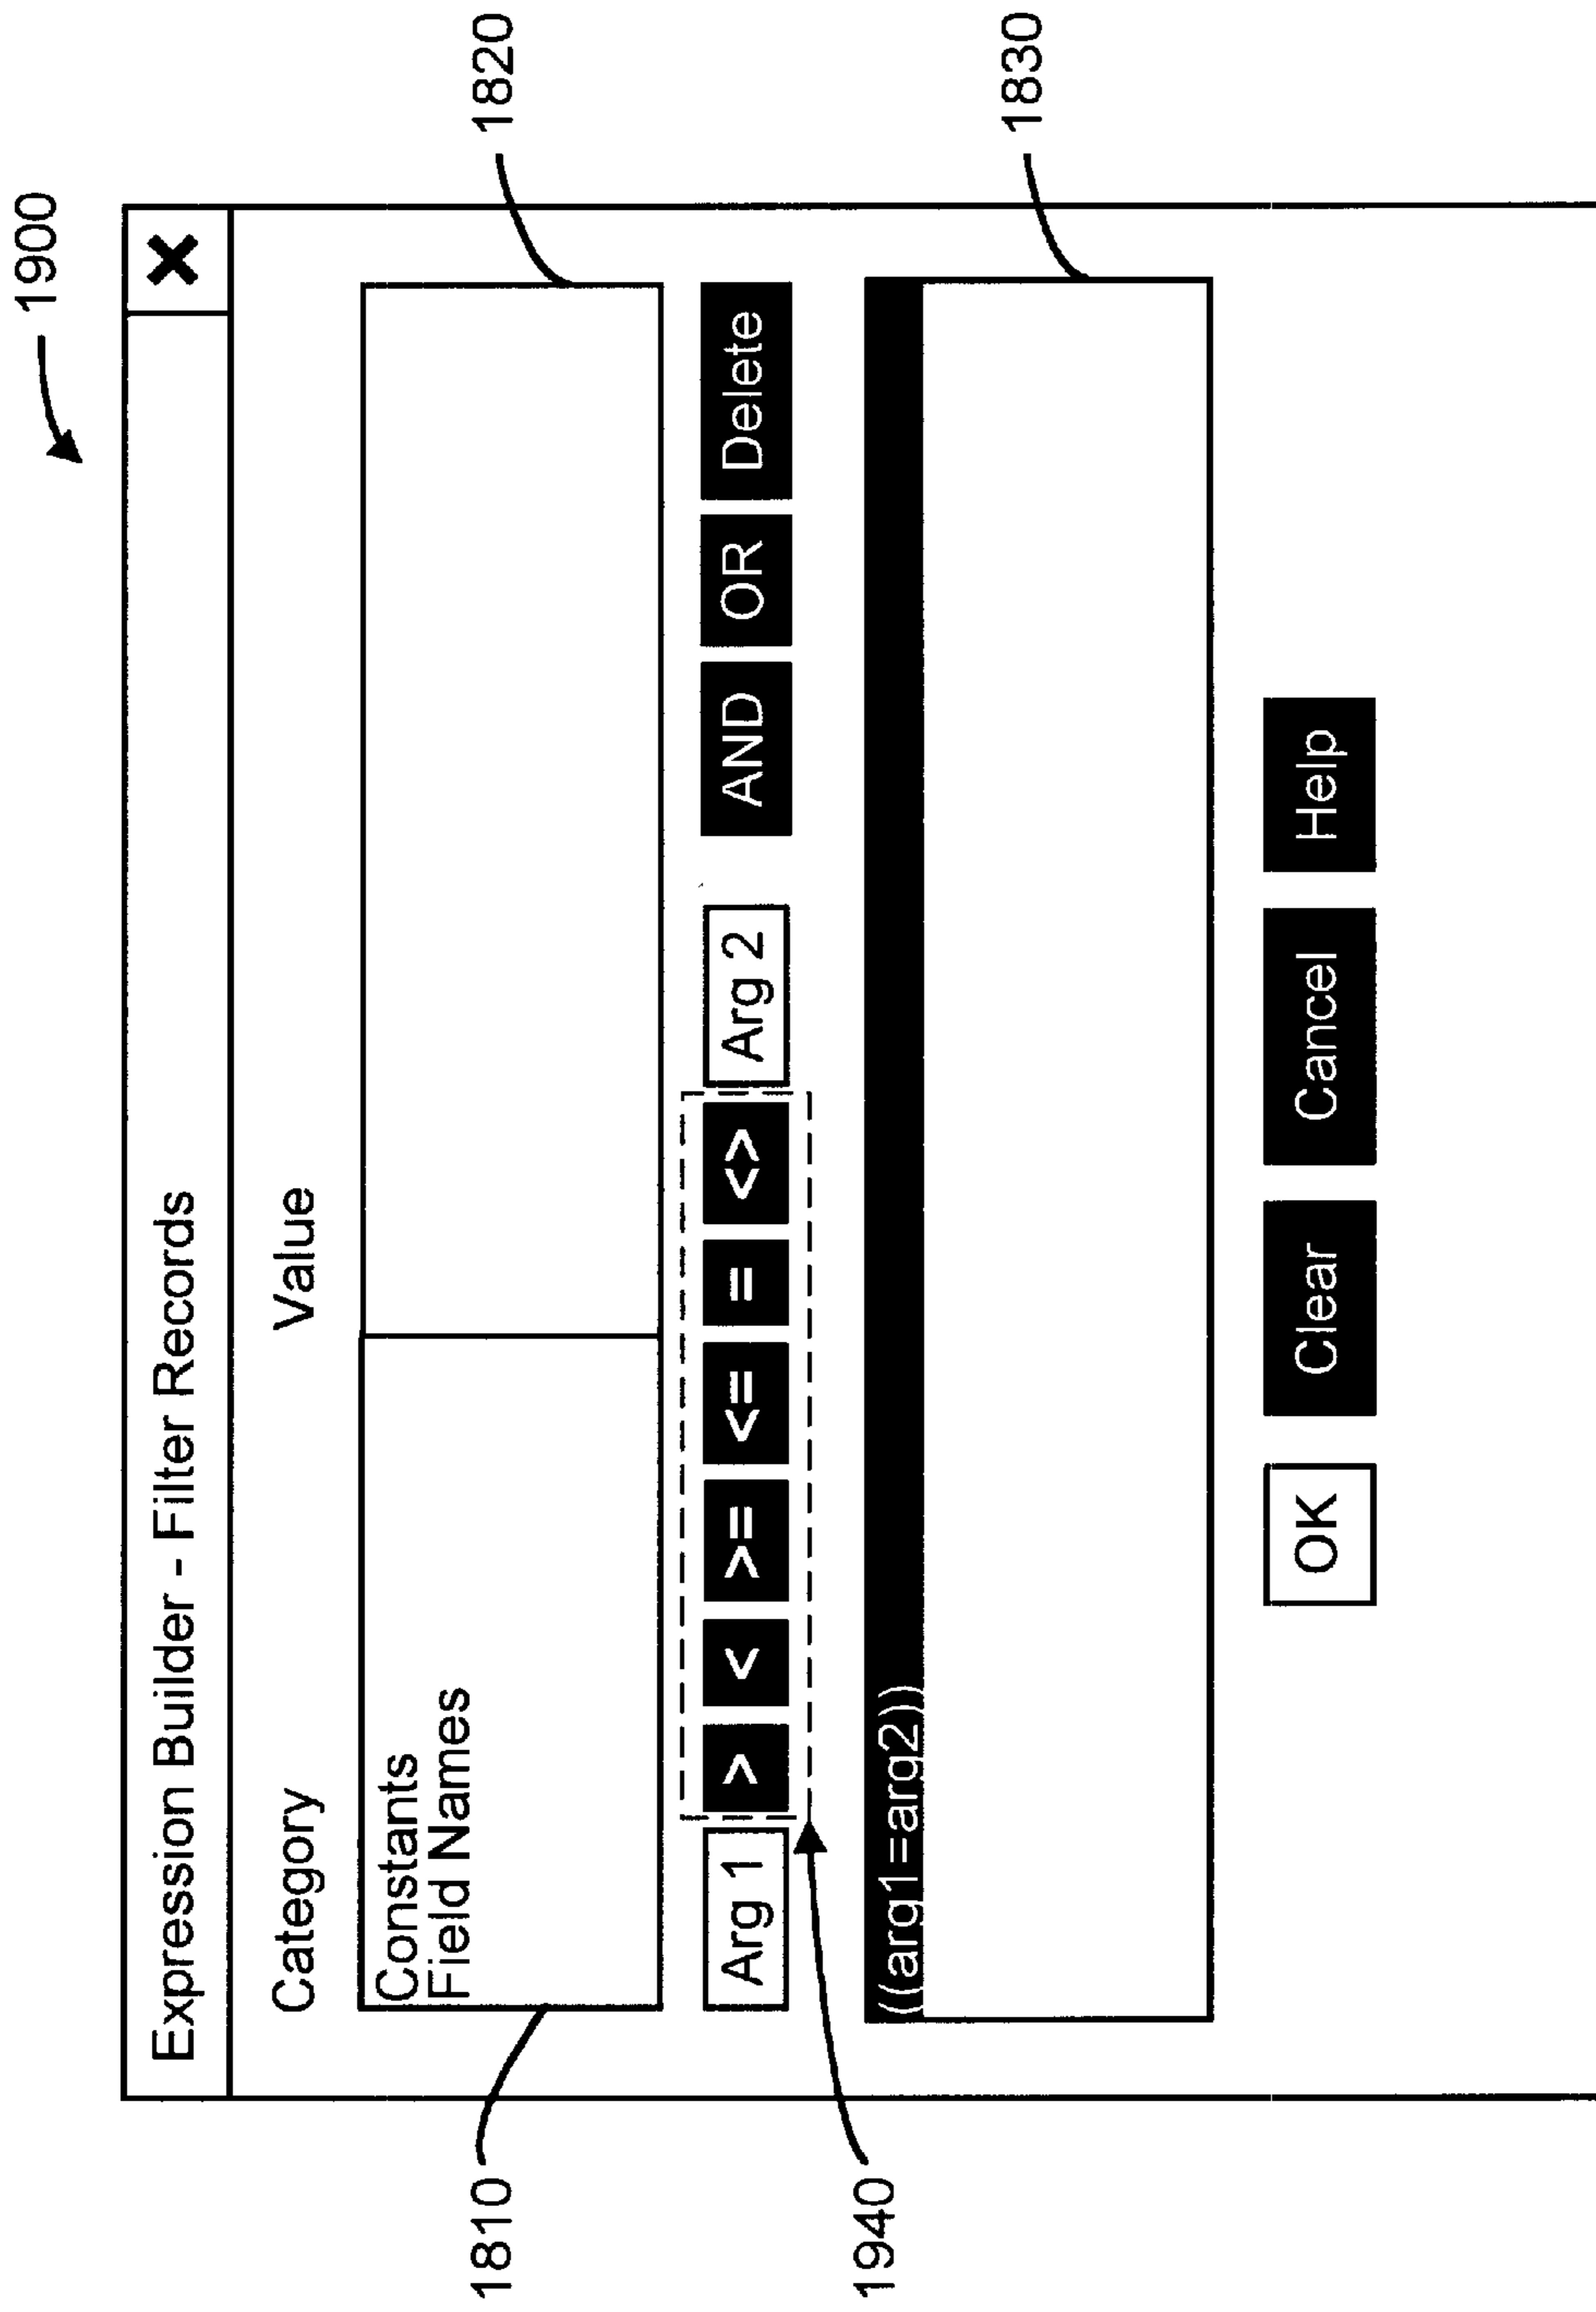 1900
Expression Builder - Filter Records
Category Value
Constants
Field Names
1810
1820
Arg 1 > < >= <= = <> Arg 2 AND OR Delete
1940
((arg1=arg2))
1830
OK Clear Cancel Help